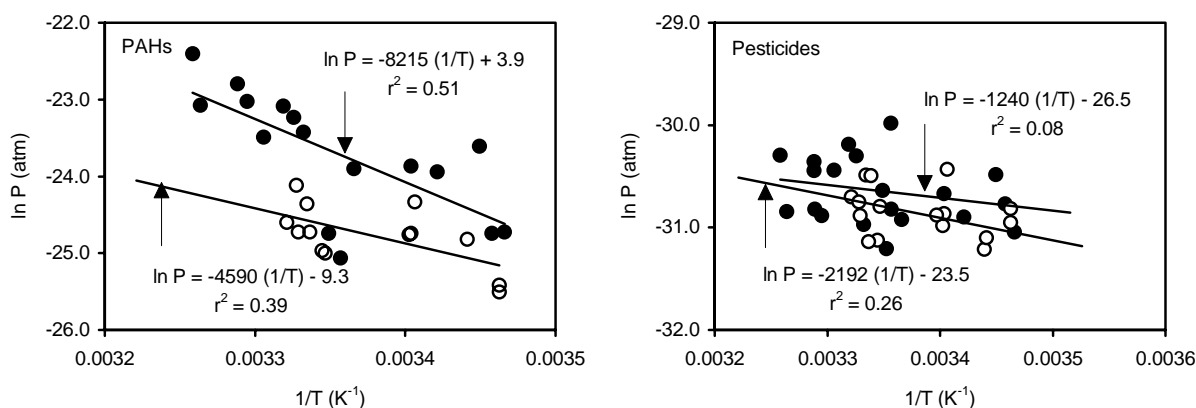 -22.0
-23.0
-24.0
-25.0
-26.0
ln P (atm)
PAHs
ln P = -8215 (1/T) + 3.9
r² = 0.51
ln P = -4590 (1/T) - 9.3
r² = 0.39
0.0032
0.0033
0.0034
0.0035
1/T (K⁻¹)
-29.0
-30.0
-31.0
-32.0
ln P (atm)
Pesticides
ln P = -1240 (1/T) - 26.5
r² = 0.08
ln P = -2192 (1/T) - 23.5
r² = 0.26
0.0032
0.0033
0.0034
0.0035
0.0036
1/T (K⁻¹)